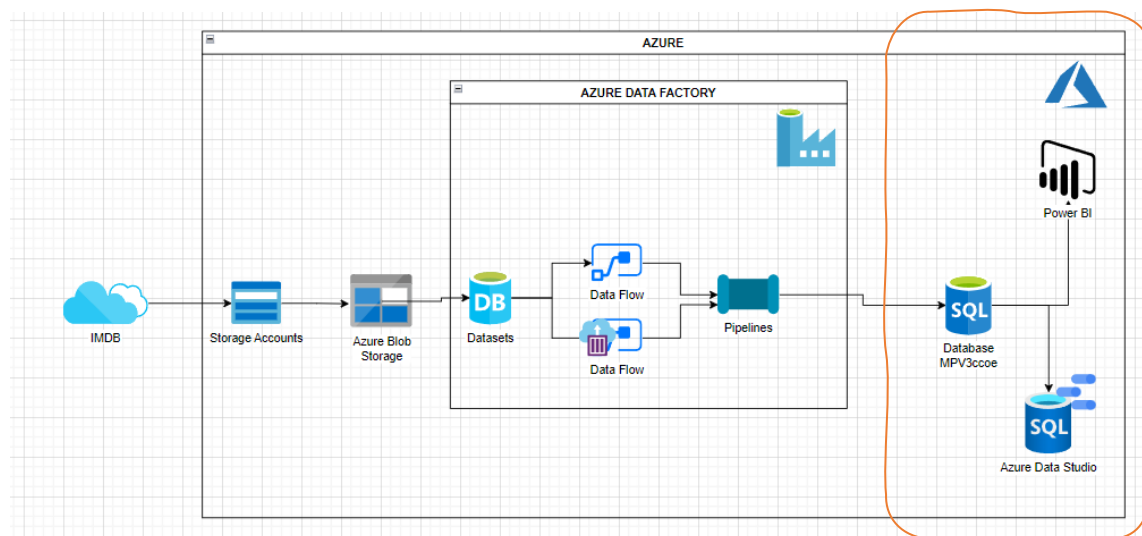 AZURE
AZURE DATA FACTORY
Power BI
Data Flow
DB
SQL
IMDB
Storage Accounts
Azure Blob
Storage
Datasets
Pipelines
Database
MPV3ccoe
Data Flow
SQL
Azure Data Studio